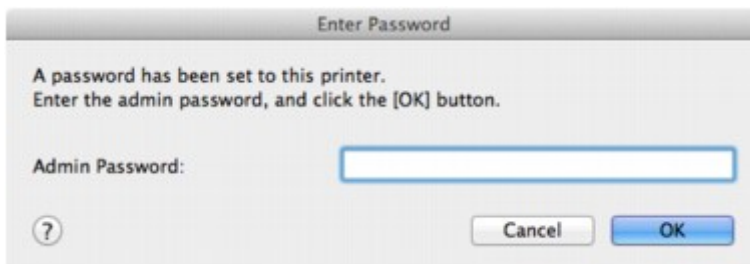 Enter Password
A password has been set to this printer.
Enter the admin password, and click the [OK] button.
Admin Password:
?
Cancel
OK